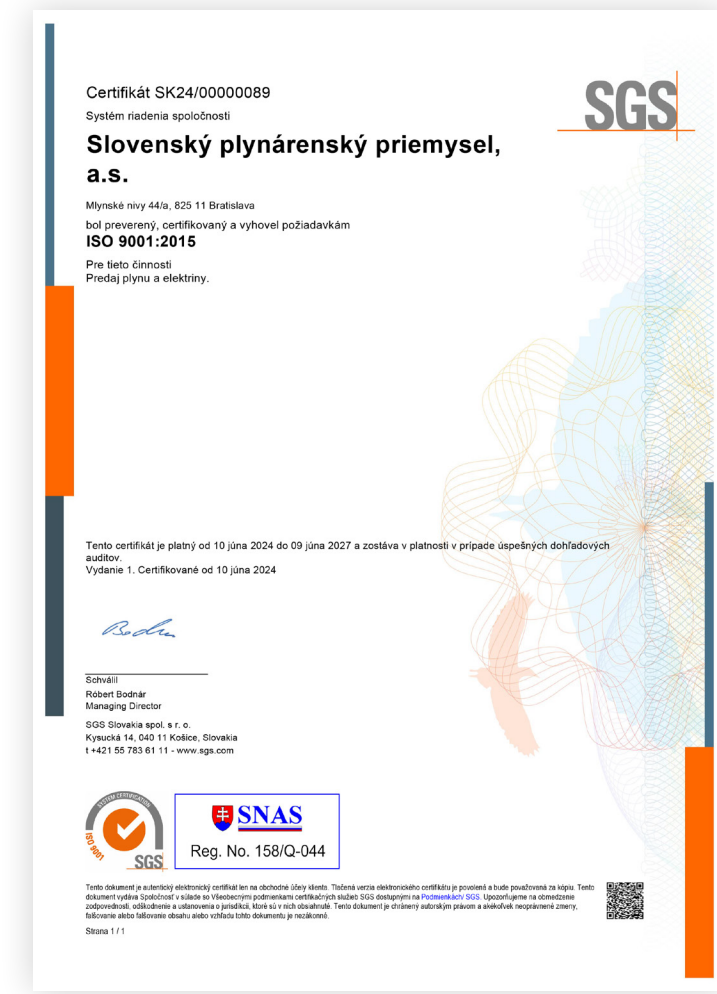 Certifikát SK24/00000089
SGS
Systém riadenia spoločnosti
Slovenský plynárenský priemysel,
a.s.
Mlynské nivy 44/a, 825 11 Bratislava
bol preverený, certifikovaný a vyhovel požiadavkám
ISO 9001:2015
Pre tieto činnosti
Predaj plynu a elektriny.
Tento certifikát je platný od 10 júna 2024 do 09 júna 2027 a zostáva v platnosti v prípade úspešných dohľadových
auditov.
Vydanie 1. Certifikované od 10 júna 2024
Schválil
Róbert Bodnár
Managing Director
SGS Slovakia spol. s r. o.
Kysucká 14, 040 11 Košice, Slovakia
t +421 55 783 61 11 - www.sgs.com
SYSTEM CERTIFICATION
ISO 9001
SGS
SNAS
Reg. No. 158/Q-044
Tento dokument je autentický elektronický certifikát len na obchodné účely klienta. Tlačená verzia elektronického certifikátu je povolená a bude považovaná za kópiu. Tento
dokument vydáva Spoločnosť v súlade so Všeobecnými podmienkami certifikačných služieb SGS dostupnými na Podmienkách/ SGS. Upozorňujeme na obmedzenie
zodpovednosti, odškodnenie a ustanovenia o jurisdikcii, ktoré sú v nich obsiahnuté. Tento dokument je chránený autorským právom a akékoľvek neoprávnené zmeny,
falšovanie alebo falšovanie obsahu alebo vzhľadu tohto dokumentu je nezákonné.
Strana 1 / 1